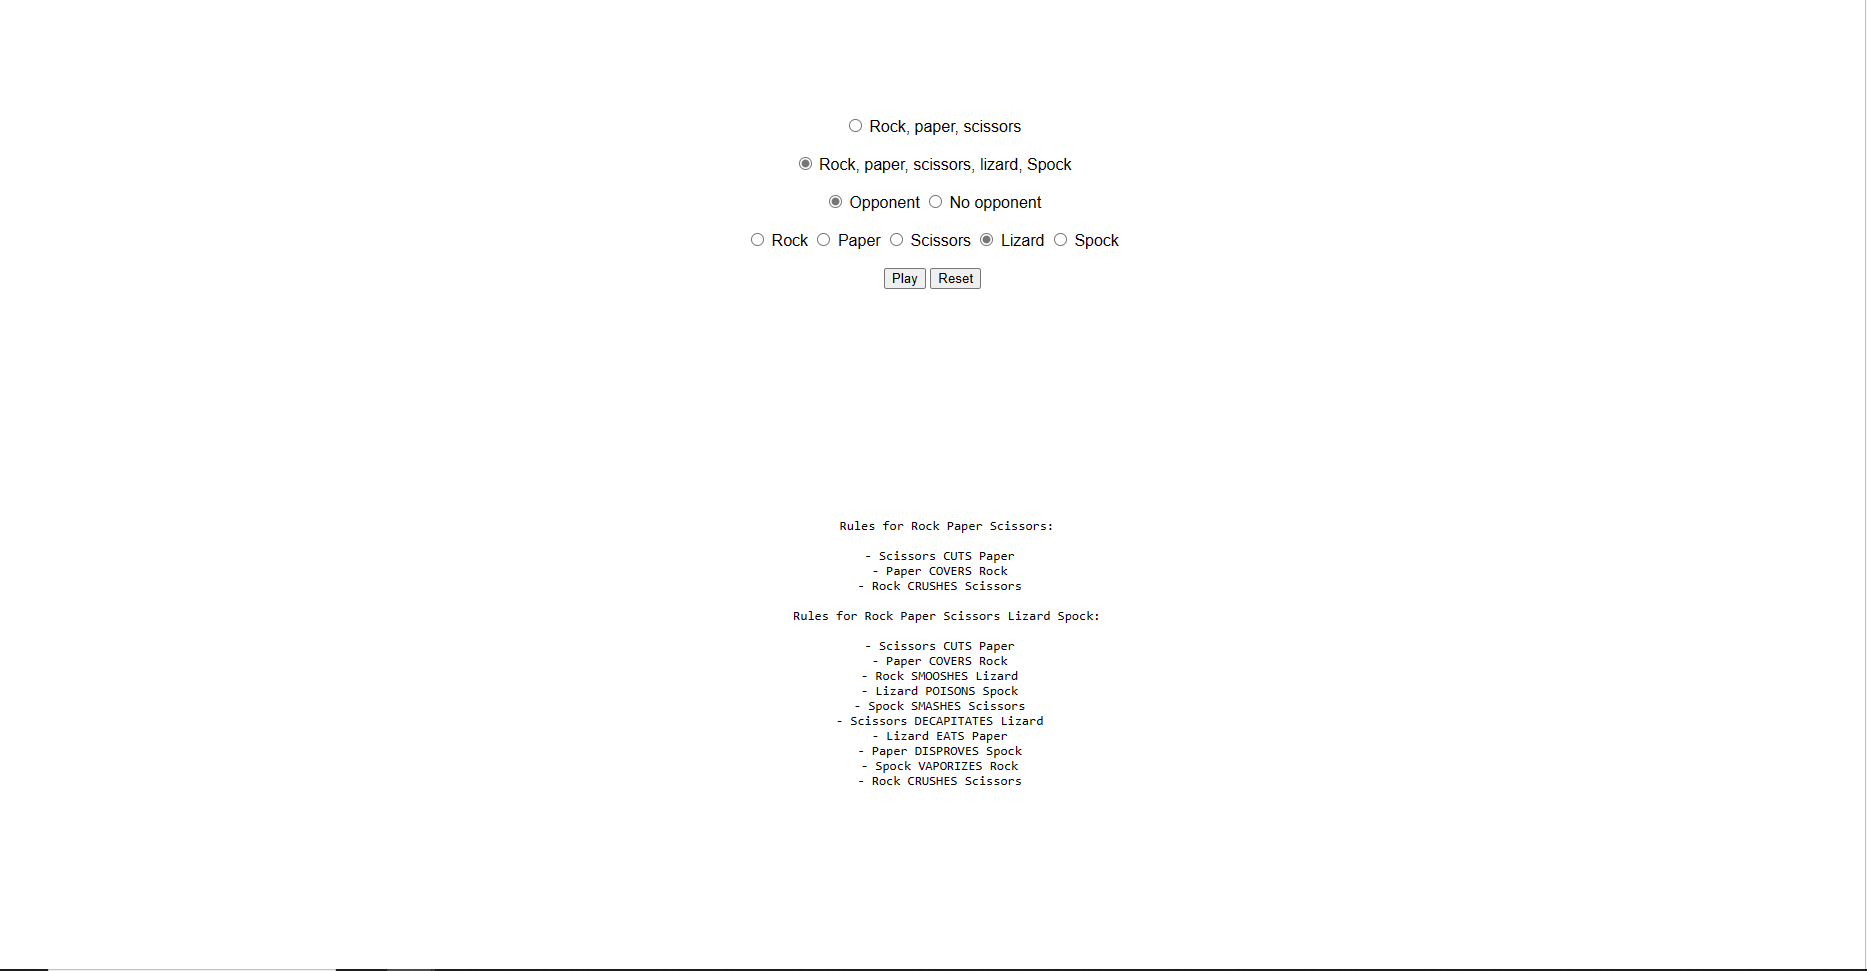 Rock, paper, scissors
Rock, paper, scissors, lizard, Spock
Opponent No opponent
Rock Paper Scissors Lizard Spock
Play Reset
Rules for Rock Paper Scissors:
- Scissors CUTS Paper
- Paper COVERS Rock
- Rock CRUSHES Scissors
Rules for Rock Paper Scissors Lizard Spock:
- Scissors CUTS Paper
- Paper COVERS Rock
- Rock SMOOSHES Lizard
- Lizard POISONS Spock
- Spock SMASHES Scissors
- Scissors DECAPITATES Lizard
- Lizard EATS Paper
- Paper DISPROVES Spock
- Spock VAPORIZES Rock
- Rock CRUSHES Scissors